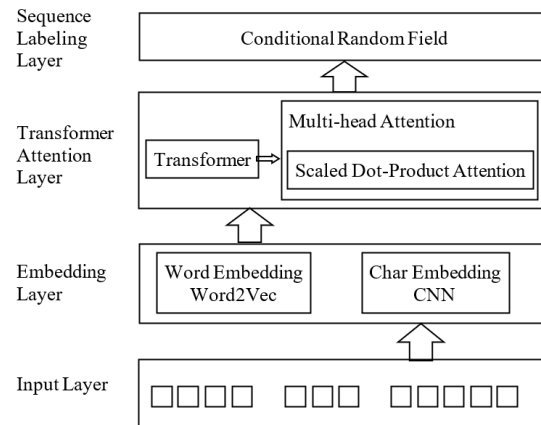 Sequence
Labeling
Layer
Conditional Random Field
Transformer
Attention
Layer
Transformer
Multi-head Attention
Scaled Dot-Product Attention
Embedding
Layer
Word Embedding
Word2Vec
Char Embedding
CNN
Input Layer